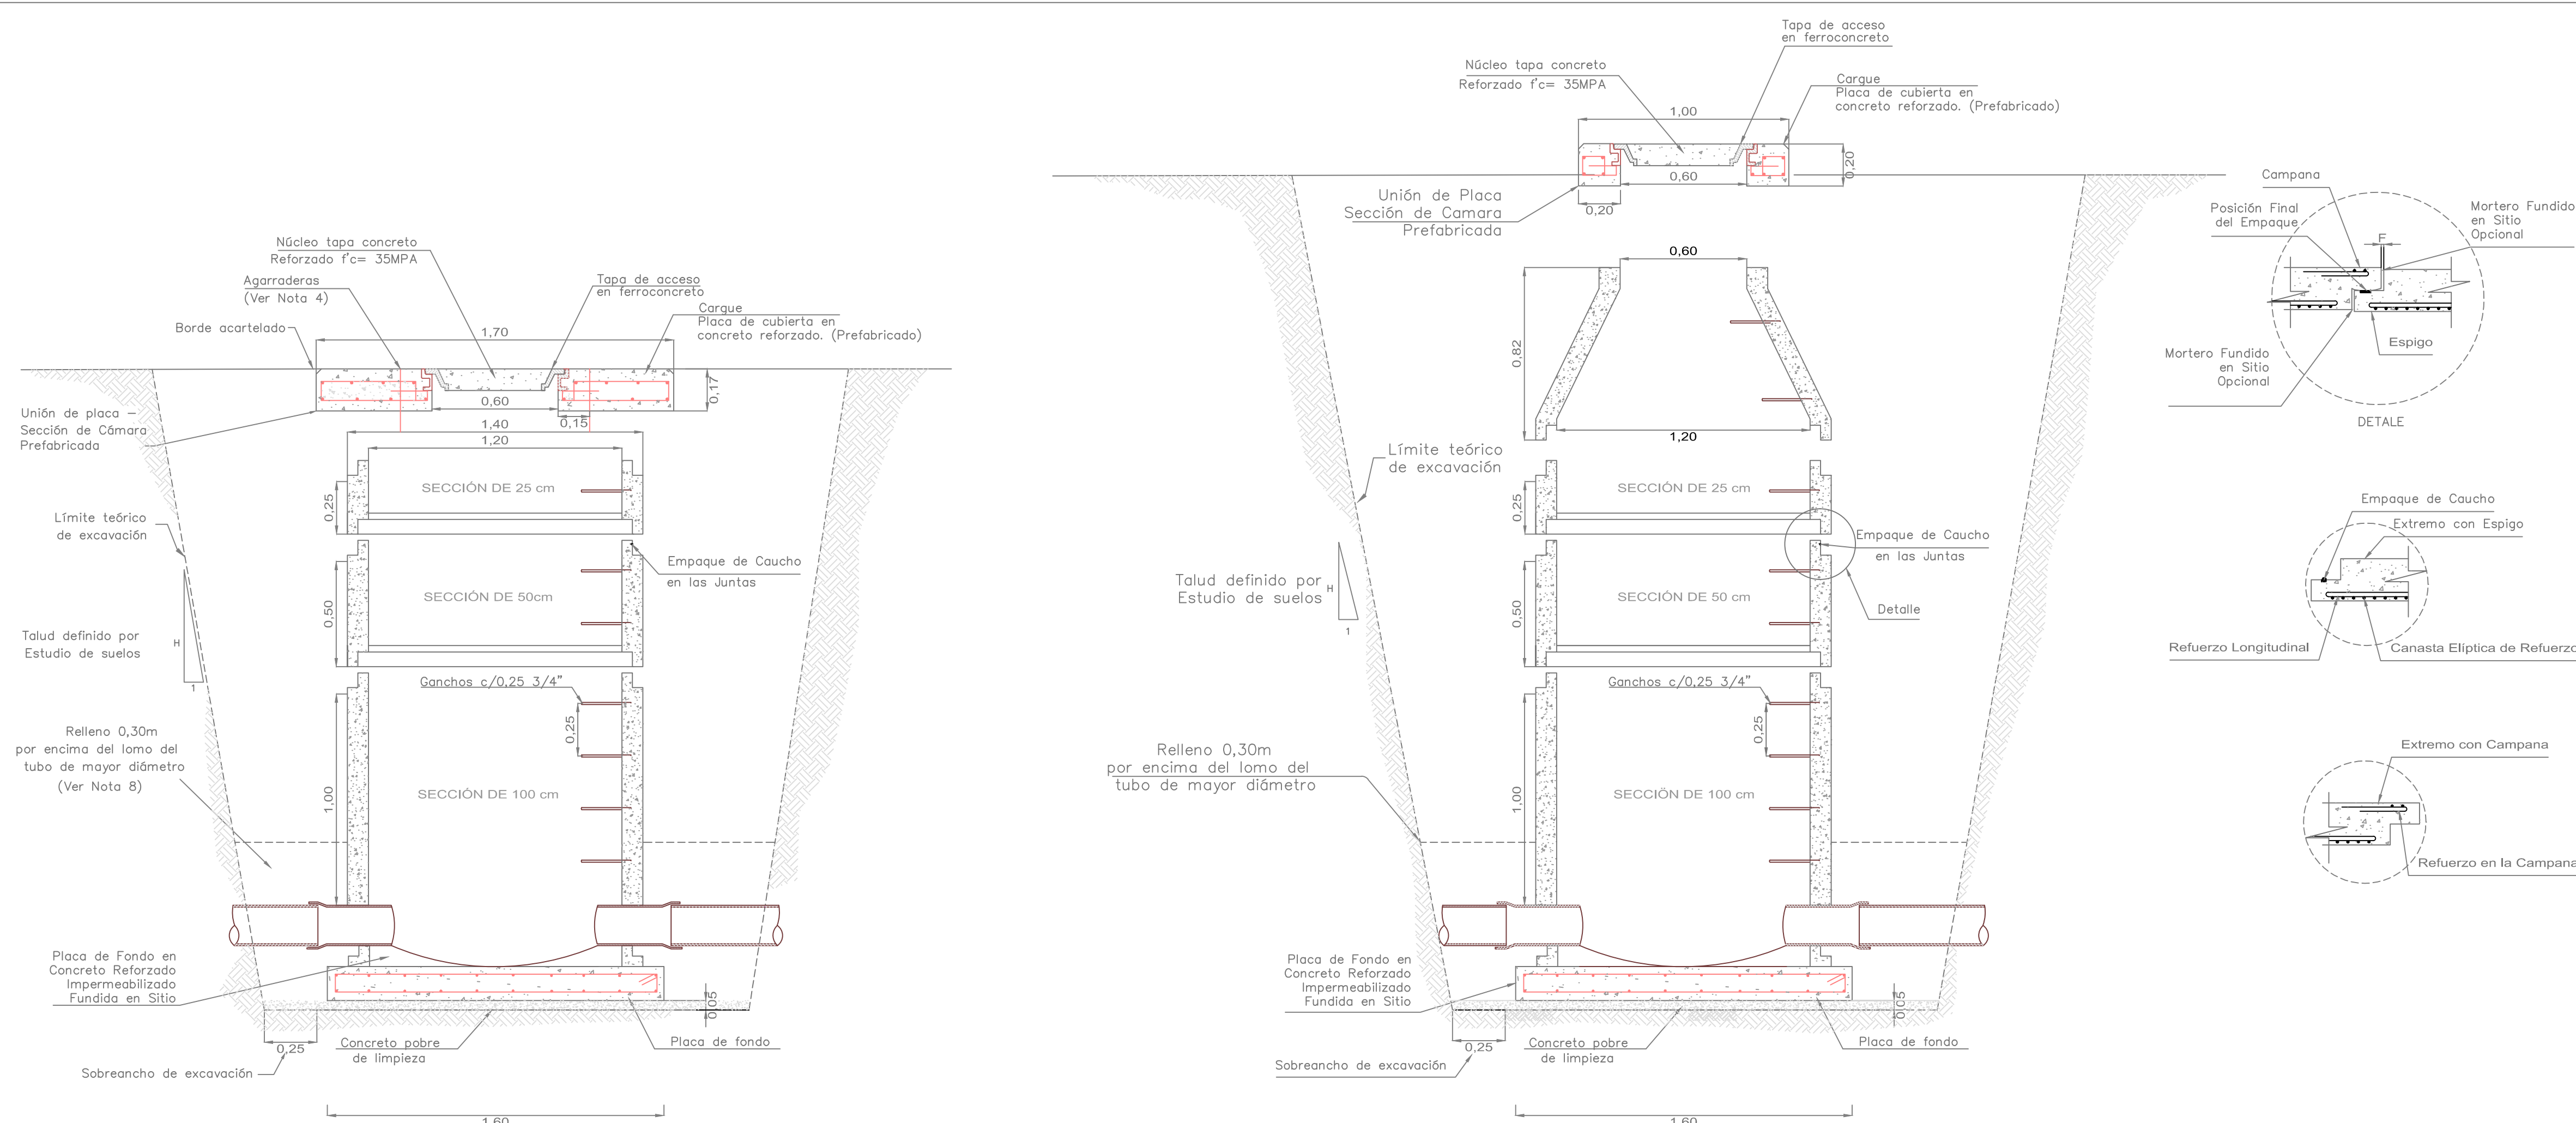 Núcleo tapa concreto
Reforzado f'c= 35MPA
Agarraderas
(Ver Nota 4)
Borde acartelado
Tapa de acceso
en ferroconcreto
Cargue
Placa de cubierta en
concreto reforzado. (Prefabricado)
1,70
0,17
0,60
0,15
1,40
1,20
Unión de placa –
Sección de Cámara
Prefabricada
SECCIÓN DE 25 cm
0,25
Límite teórico
de excavación
Empaque de Caucho
en las Juntas
SECCIÓN DE 50cm
0,50
Talud definido por
Estudio de suelos
H
1
Ganchos c/0,25 3/4"
0,25
Relleno 0,30m
por encima del lomo del
tubo de mayor diámetro
(Ver Nota 8)
1,00
SECCIÓN DE 100 cm
Placa de Fondo en
Concreto Reforzado
Impermeabilizado
Fundida en Sitio
0,05
0,25
Concreto pobre
de limpieza
Placa de fondo
Sobreancho de excavación
1,60
Tapa de acceso
en ferroconcreto
Núcleo tapa concreto
Reforzado f'c= 35MPA
Cargue
Placa de cubierta en
concreto reforzado. (Prefabricado)
1,00
0,20
0,60
0,20
Unión de Placa
Sección de Camara
Prefabricada
0,60
0,82
1,20
Límite teórico
de excavación
SECCIÓN DE 25 cm
0,25
Empaque de Caucho
en las Juntas
Talud definido por
Estudio de suelos
H
1
SECCIÓN DE 50 cm
0,50
Detalle
Ganchos c/0,25 3/4"
0,25
Relleno 0,30m
por encima del lomo del
tubo de mayor diámetro
1,00
SECCIÖN DE 100 cm
Placa de Fondo en
Concreto Reforzado
Impermeabilizado
Fundida en Sitio
0,05
0,25
Concreto pobre
de limpieza
Placa de fondo
Sobreancho de excavación
1,60
Campana
Posición Final
del Empaque
Mortero Fundido
en Sitio
Opcional
F
Espigo
Mortero Fundido
en Sitio
Opcional
DETALE
Empaque de Caucho
Extremo con Espigo
Refuerzo Longitudinal
Canasta Elíptica de Refuerzo
Extremo con Campana
Refuerzo en la Campana